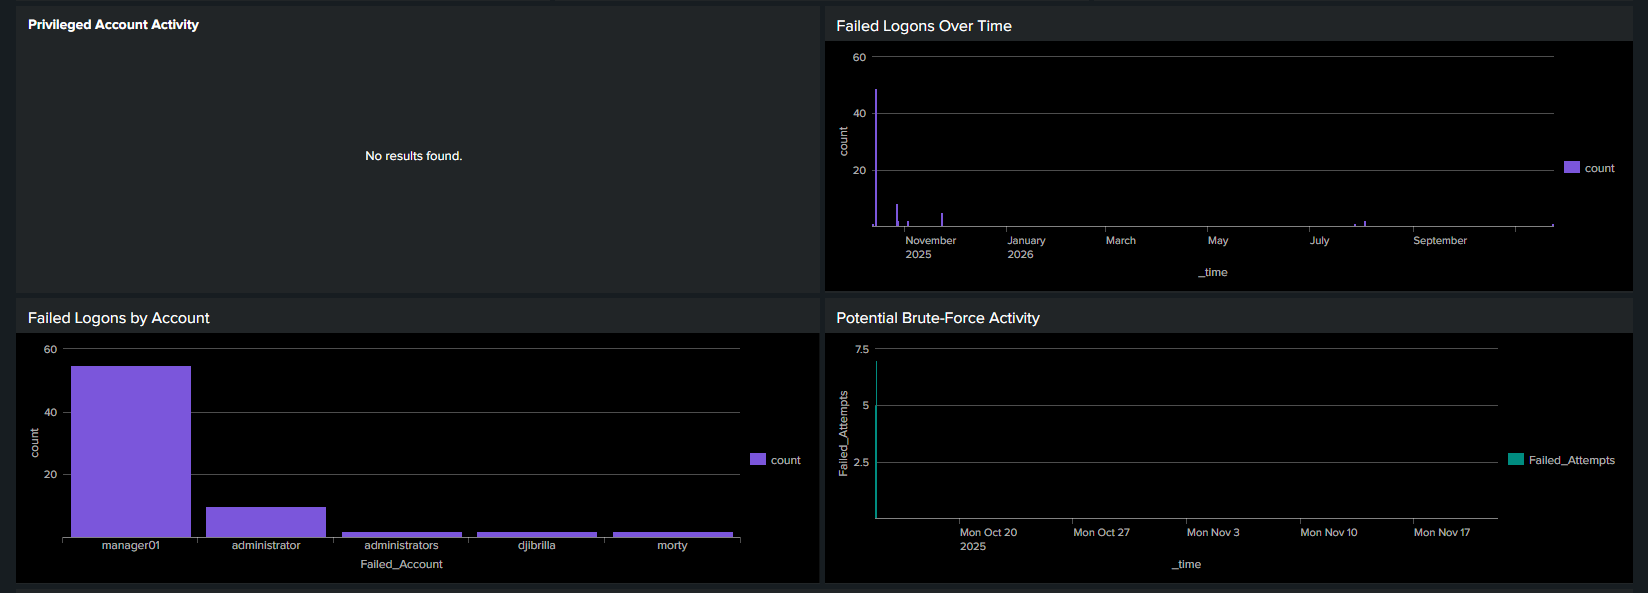 Privileged Account Activity
No results found.
Failed Logons Over Time
60
40
20
count
November
2025
January
2026
March
May
July
September
_time
count
Failed Logons by Account
60
40
20
count
manager01
administrator
administrators
djibrilla
morty
Failed_Account
count
Potential Brute-Force Activity
7.5
5
2.5
Failed_Attempts
Mon Oct 20
2025
Mon Oct 27
Mon Nov 3
Mon Nov 10
Mon Nov 17
_time
Failed_Attempts